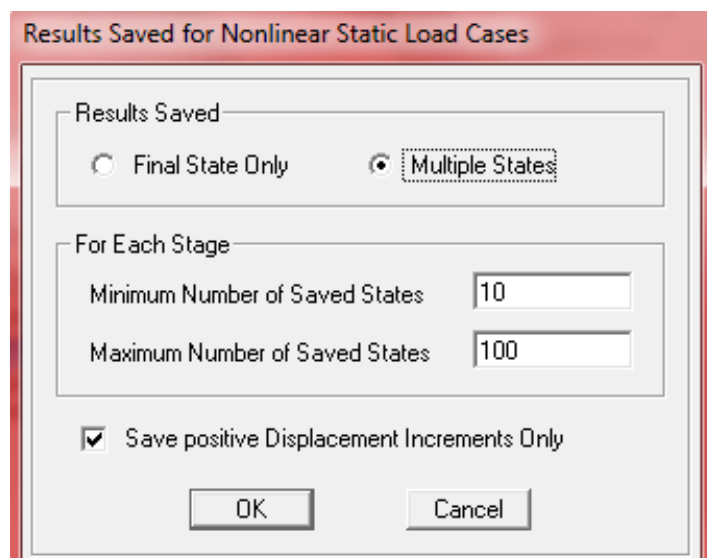 Results Saved for Nonlinear Static Load Cases
Results Saved
Final State Only
Multiple States
For Each Stage
Minimum Number of Saved States 10
Maximum Number of Saved States 100
Save positive Displacement Increments Only
OK
Cancel